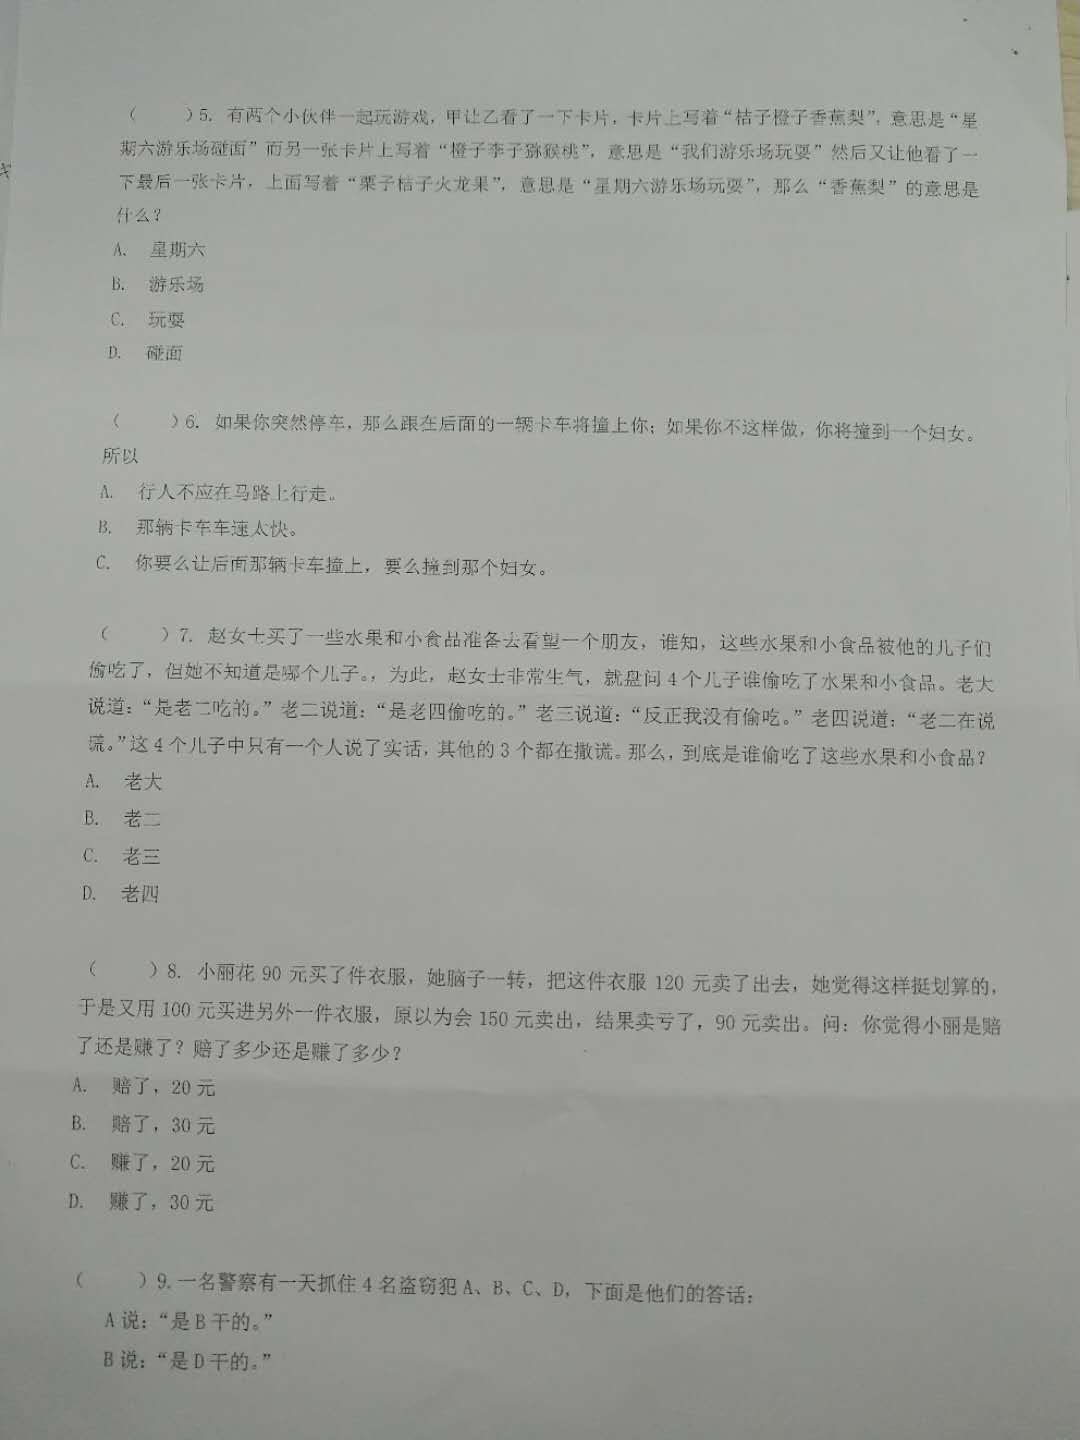 (　　)5. 有两个小伙伴一起玩游戏，甲让乙看了一下卡片，卡片上写着“桔子橙子香蕉梨”，意思是“星
期六游乐场碰面”而另一张卡片上写着“橙子李子猕猴桃”，意思是“我们游乐场玩耍”然后又让他看了一
下最后一张卡片，上面写着“栗子桔子火龙果”，意思是“星期六游乐场玩耍”，那么“香蕉梨”的意思是
什么？
A. 星期六
B. 游乐场
C. 玩耍
D. 碰面
(　　)6. 如果你突然停车，那么跟在后面的一辆卡车将撞上你；如果你不这样做，你将撞到一个妇女。
所以
A. 行人不应在马路上行走。
B. 那辆卡车车速太快。
C. 你要么让后面那辆卡车撞上，要么撞到那个妇女。
(　　)7. 赵女士买了一些水果和小食品准备去看望一个朋友，谁知，这些水果和小食品被他的儿子们
偷吃了，但她不知道是哪个儿子。，为此，赵女士非常生气，就盘问 4 个儿子谁偷吃了水果和小食品。老大
说道：“是老二吃的。”老二说道：“是老四偷吃的。”老三说道：“反正我没有偷吃。”老四说道：“老二在说
谎。”这 4 个儿子中只有一个人说了实话，其他的 3 个都在撒谎。那么，到底是谁偷吃了这些水果和小食品？
A. 老大
B. 老二
C. 老三
D. 老四
(　　)8. 小丽花 90 元买了件衣服，她脑子一转，把这件衣服 120 元卖了出去，她觉得这样挺划算的，
于是又用 100 元买进另外一件衣服，原以为会 150 元卖出，结果卖亏了，90 元卖出。问：你觉得小丽是赔
了还是赚了？赔了多少还是赚了多少？
A. 赔了，20 元
B. 赔了，30 元
C. 赚了，20 元
D. 赚了，30 元
(　　)9.一名警察有一天抓住 4 名盗窃犯 A、B、C、D，下面是他们的答话：
A 说：“是 B 干的。”
B 说：“是 D 干的。”